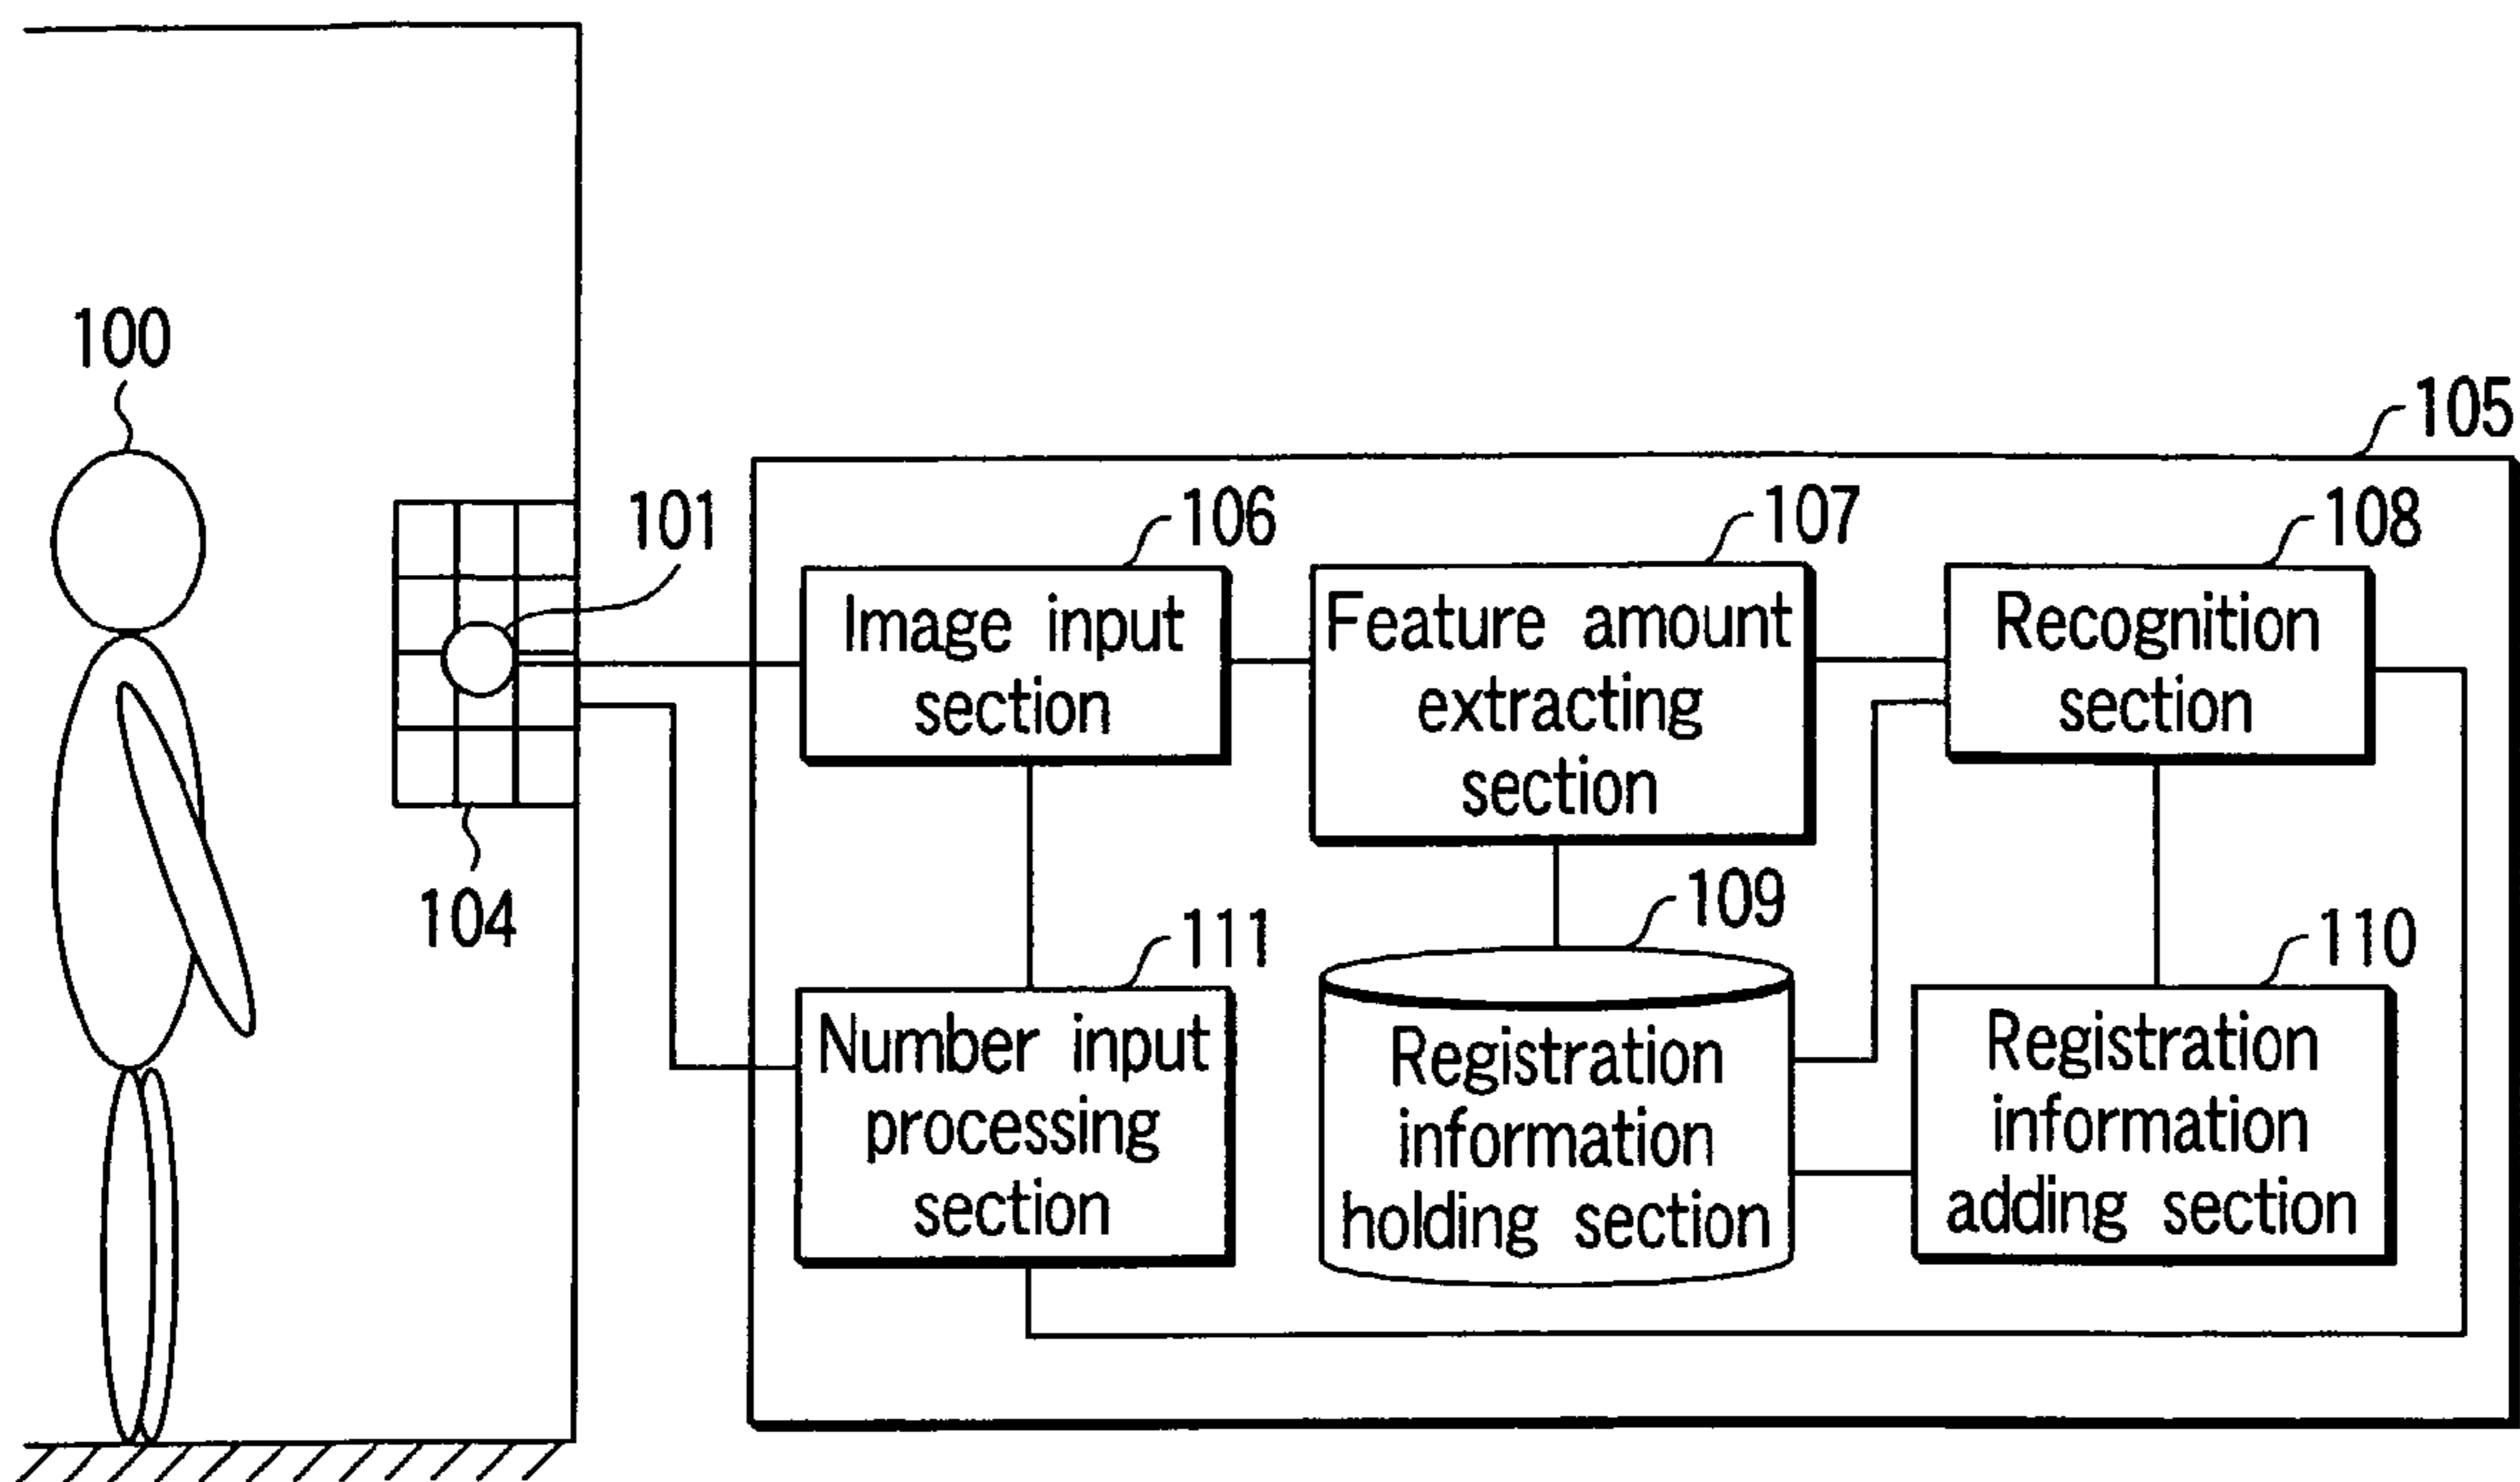 100
105
101
106
107
108
Image input
section
Feature amount
extracting
section
Recognition
section
104
111
109
110
Number input
processing
section
Registration
information
holding section
Registration
information
adding section